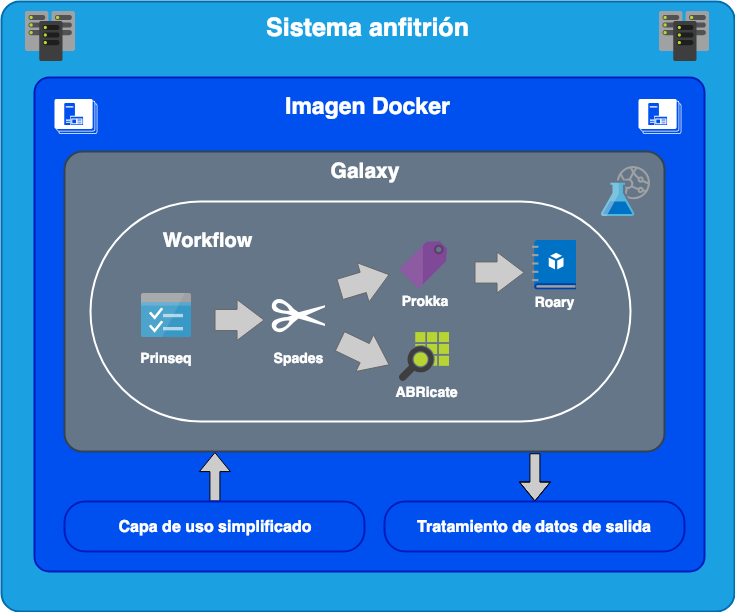 Sistema anfitrión
Imagen Docker
Galaxy
Workflow
Prinseq
Spades
Prokka
Roary
ABRicate
Capa de uso simplificado
Tratamiento de datos de salida